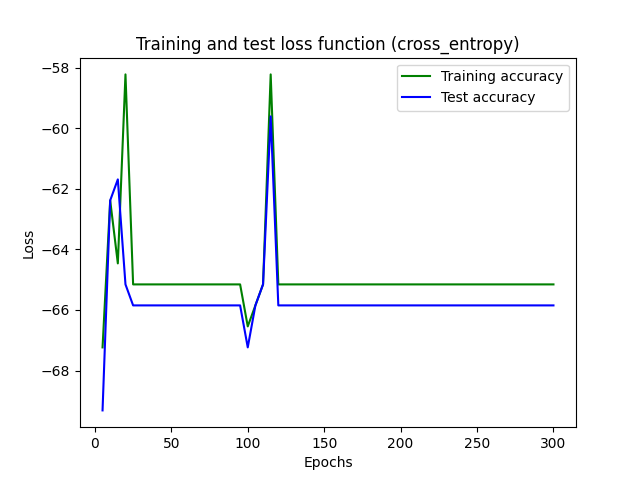 Training and test loss function (cross_entropy)
Training accuracy
Test accuracy
Loss
−58
−60
−62
−64
−66
−68
0 50 100 150 200 250 300
Epochs